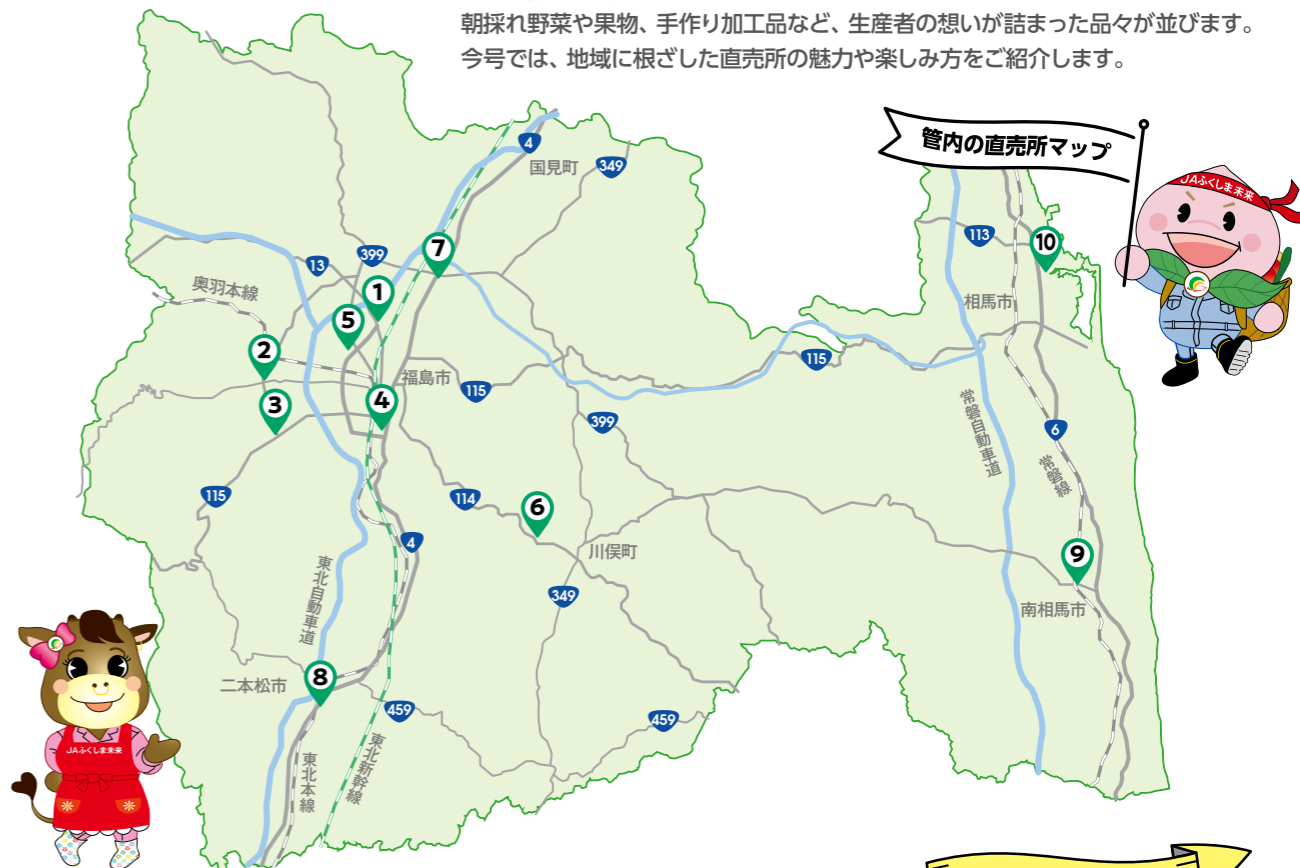 朝採れ野菜や果物、手作り加工品など、生産者の想いが詰まった品々が並びます。
今号では、地域に根ざした直売所の魅力や楽しみ方をご紹介します。
管内の直売所マップ
JAふくしま未来
4
国見町
349
113
10
相馬市
7
399
13
奥羽本線
1
5
2
福島市
115
115
3
4
399
常磐自動車道
6
常磐線
115
114
6
川俣町
4
9
南相馬市
349
東北自動車道
8
二本松市
459
459
東北新幹線
東北本線
JAふくしま未来